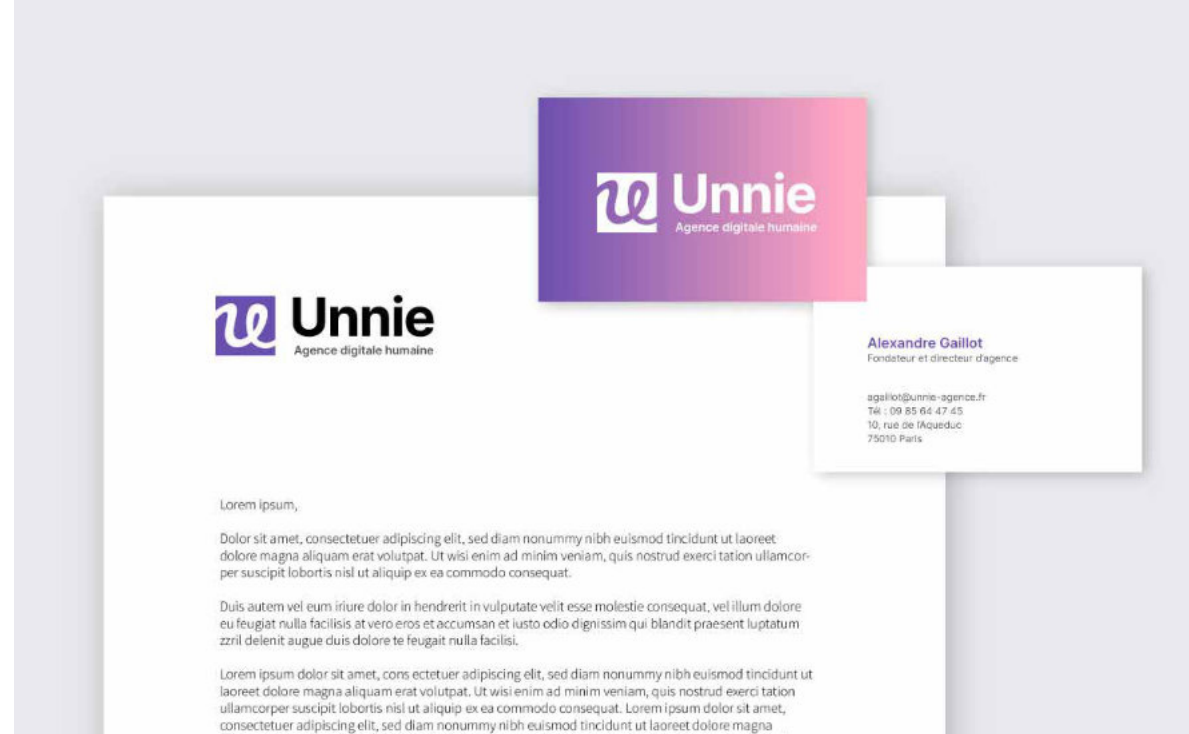 Unnie
Agence digitale humaine
Unnie
Agence digitale humaine
Alexandre Gaillot
Fondateur et directeur d'agence
agaillot@unnie-agence.fr
Tél : 09 85 64 47 45
10, rue de l'Aqueduc
75010 Paris
Lorem ipsum,
Dolor sit amet, consectetuer adipiscing elit, sed diam nonummy nibh euismod tincidunt ut laoreet
dolore magna aliquam erat volutpat. Ut wisi enim ad minim veniam, quis nostrud exerci tation ullamcor-
per suscipit lobortis nisl ut aliquip ex ea commodo consequat.
Duis autem vel eum iriure dolor in hendrerit in vulputate velit esse molestie consequat, vel illum dolore
eu feugiat nulla facilisis at vero eros et accumsan et iusto odio dignissim qui blandit praesent luptatum
zzril delenit augue duis dolore te feugait nulla facilisi.
Lorem ipsum dolor sit amet, cons ectetuer adipiscing elit, sed diam nonummy nibh euismod tincidunt ut
laoreet dolore magna aliquam erat volutpat. Ut wisi enim ad minim veniam, quis nostrud exerci tation
ullamcorper suscipit lobortis nisl ut aliquip ex ea commodo consequat. Lorem ipsum dolor sit amet,
consectetuer adipiscing elit, sed diam nonummy nibh euismod tincidunt ut laoreet dolore magna